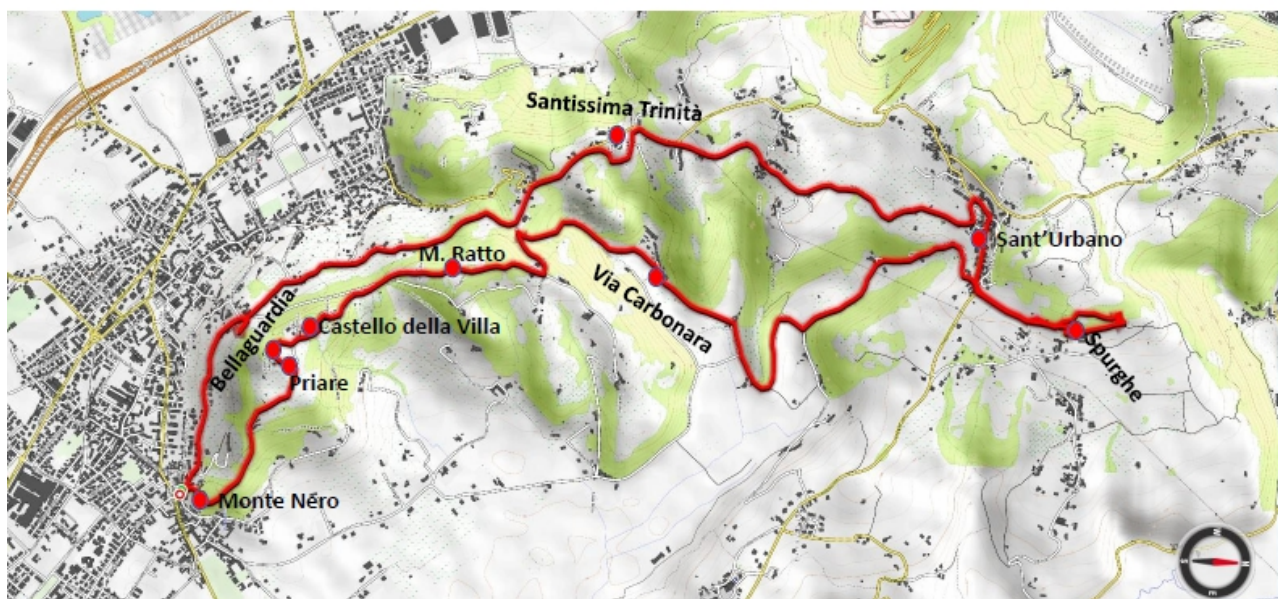 Santissima Trinità
Sant'Urbano
M. Ratto
Via Carbonara
Bellaguardia
Castello della Villa
Spurghe
Priare
Monte Nero